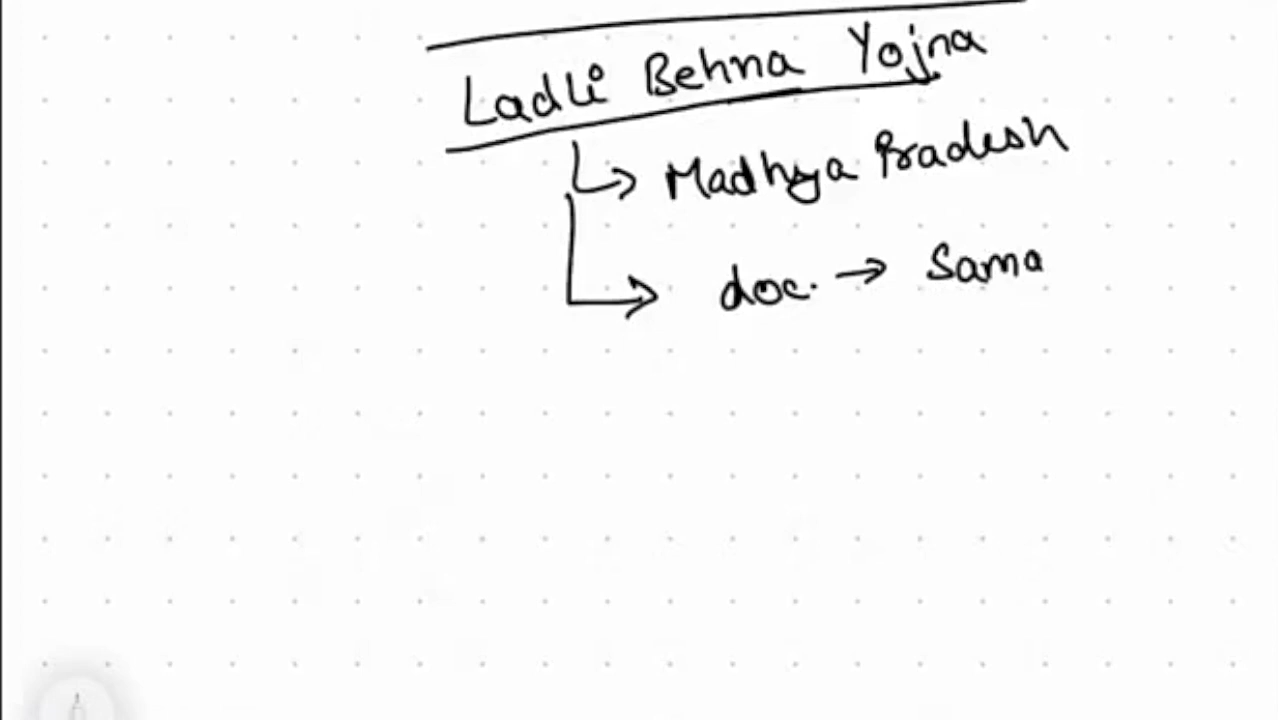 Ladli Behna Yojna
↳ Madhya Pradesh
↳ doc. → Sama